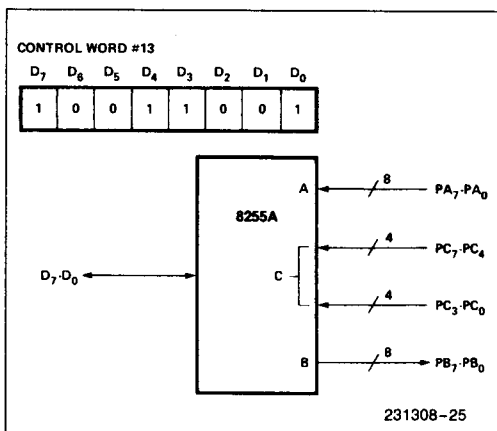 CONTROL WORD #13
D7 D6 D5 D4 D3 D2 D1 D0
1 0 0 1 1 0 0 1
8255A
A
8
PA7-PA0
4
PC7-PC4
D7-D0
C
4
PC3-PC0
B
8
PB7-PB0
231308-25